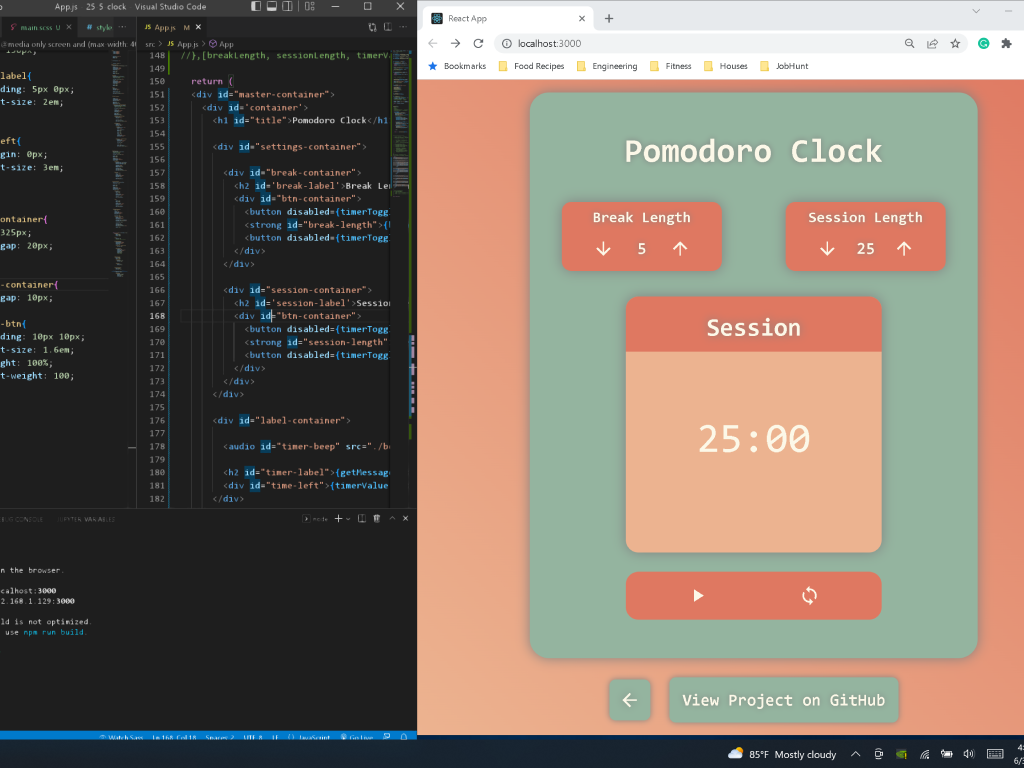 App.js
25 5 clock
Visual Studio Code
main.scss U
# style
App.js M
media only screen and (max width: 4
src > App.js > App
label{
ding: 5px 0px;
t-size: 2em;
eft{
gin: 0px;
t-size: 3em;
ontainer{
325px;
gap: 20px;
-container{
gap: 10px;
-btn{
ding: 10px 10px;
t-size: 1.6em;
ght: 100%;
t-weight: 100;
148 //},[breakLength, sessionLength, timerV
149
150 return (
151 <div id="master-container">
152 <div id='container'>
153 <h1 id="title">Pomodoro Clock</h1
154
155 <div id="settings-container">
156
157 <div id="break-container">
158 <h2 id='break-label'>Break Len
159 <div id="btn-container">
160 <button disabled={timerTogg
161 <strong id="break-length">{
162 <button disabled={timerTogg
163 </div>
164 </div>
165
166 <div id="session-container">
167 <h2 id='session-label'>Session
168 <div id="btn-container">
169 <button disabled={timerTogg
170 <strong id="session-length"
171 <button disabled={timerTogg
172 </div>
173 </div>
174 </div>
175
176 <div id="label-container">
177
178 <audio id="timer-beep" src="./b
179
180 <h2 id="timer-label">{getMessag
181 <div id="time-left">{timerValue
182 </div>
JUPYTER: VARIABLES
node
n the browser.
calhost:3000
2.168.1.129:3000
ld is not optimized.
use npm run build.
Watch Sass
Ln 168, Col 18
Spaces: 2
UTF-8
LF
JavaScript
Go Live
React App
localhost:3000
Bookmarks
Food Recipes
Engineering
Fitness
Houses
JobHunt
Pomodoro Clock
Break Length
Session Length
5
25
Session
25:00
View Project on GitHub
85°F Mostly cloudy
4:
6/